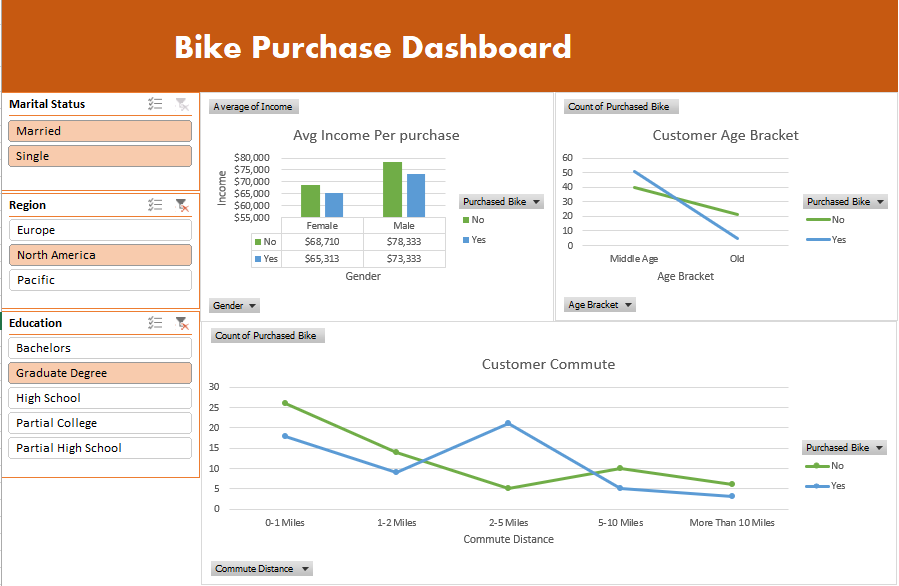 Bike Purchase Dashboard
Marital Status
Married
Single
Region
Europe
North America
Pacific
Education
Bachelors
Graduate Degree
High School
Partial College
Partial High School
Average of Income
Avg Income Per purchase
$80,000
$75,000
$70,000
$65,000
$60,000
$55,000
Income
Female Male
No $68,710 $78,333
Yes $65,313 $73,333
Gender
Purchased Bike
No
Yes
Gender
Count of Purchased Bike
Customer Age Bracket
60
50
40
30
20
10
0
Middle Age Old
Age Bracket
Purchased Bike
No
Yes
Age Bracket
Count of Purchased Bike
Customer Commute
30
25
20
15
10
5
0
0-1 Miles 1-2 Miles 2-5 Miles 5-10 Miles More Than 10 Miles
Commute Distance
Purchased Bike
No
Yes
Commute Distance